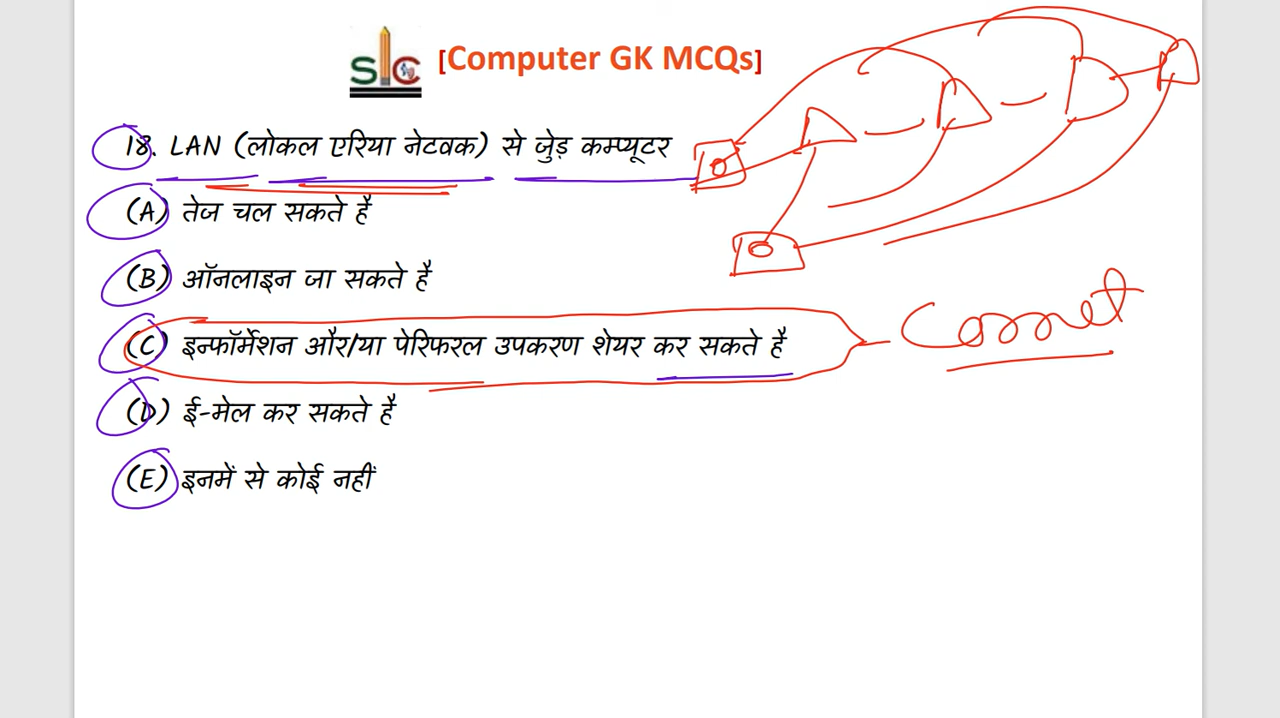 SIC
[Computer GK MCQs]
18. LAN (लोकल एरिया नेटवक) से जुेड़ कम्प्यूटर
(A) तेज चल सकते है
(B) ऑनलाइन जा सकते है
(C) इन्फॉर्मेशन और/या पेरिफरल उपकरण शेयर कर सकते है
(D) ई-मेल कर सकते है
(E) इनमें से कोई नहीं